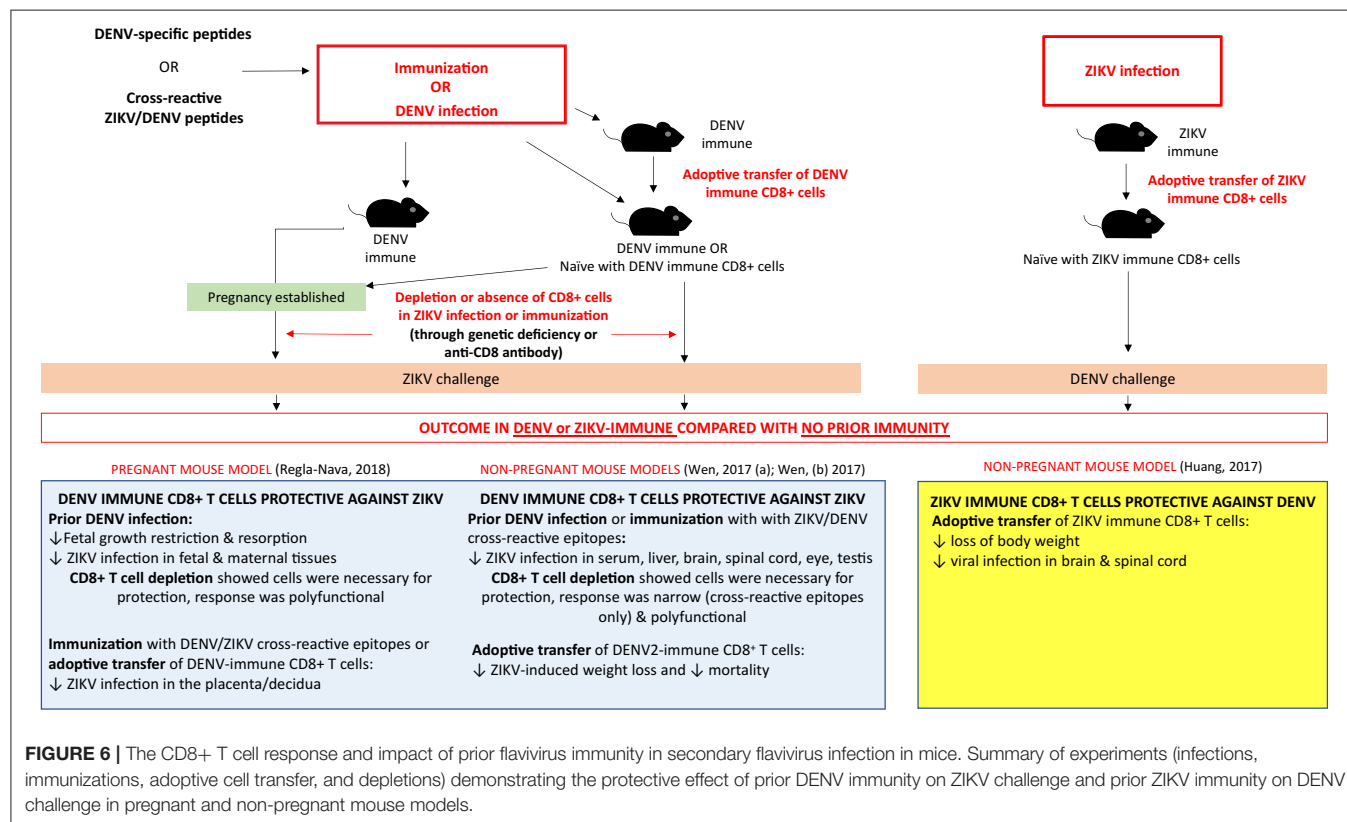 DENV-specific peptides
OR
Cross-reactive
ZIKV/DENV peptides
Immunization
OR
DENV infection
DENV
immune
Adoptive transfer of DENV
immune CD8+ cells
DENV
immune
DENV immune OR
Naïve with DENV immune CD8+ cells
Pregnancy established
Depletion or absence of CD8+ cells
in ZIKV infection or immunization
(through genetic deficiency or
anti-CD8 antibody)
ZIKV challenge
ZIKV infection
ZIKV
immune
Adoptive transfer of ZIKV
immune CD8+ cells
Naïve with ZIKV immune CD8+ cells
DENV challenge
OUTCOME IN DENV or ZIKV-IMMUNE COMPARED WITH NO PRIOR IMMUNITY
PREGNANT MOUSE MODEL (Regla-Nava, 2018)
DENV IMMUNE CD8+ T CELLS PROTECTIVE AGAINST ZIKV
Prior DENV infection:
↓Fetal growth restriction & resorption
↓ ZIKV infection in fetal & maternal tissues
CD8+ T cell depletion showed cells were necessary for
protection, response was polyfunctional
Immunization with DENV/ZIKV cross-reactive epitopes or
adoptive transfer of DENV-immune CD8+ T cells:
↓ ZIKV infection in the placenta/decidua
NON-PREGNANT MOUSE MODELS (Wen, 2017 (a); Wen, (b) 2017)
DENV IMMUNE CD8+ T CELLS PROTECTIVE AGAINST ZIKV
Prior DENV infection or immunization with with ZIKV/DENV
cross-reactive epitopes:
↓ ZIKV infection in serum, liver, brain, spinal cord, eye, testis
CD8+ T cell depletion showed cells were necessary for
protection, response was narrow (cross-reactive epitopes
only) & polyfunctional
Adoptive transfer of DENV2-immune CD8+ T cells:
↓ ZIKV-induced weight loss and ↓ mortality
NON-PREGNANT MOUSE MODEL (Huang, 2017)
ZIKV IMMUNE CD8+ T CELLS PROTECTIVE AGAINST DENV
Adoptive transfer of ZIKV immune CD8+ T cells:
↓ loss of body weight
↓ viral infection in brain & spinal cord
FIGURE 6 | The CD8+ T cell response and impact of prior flavivirus immunity in secondary flavivirus infection in mice. Summary of experiments (infections,
immunizations, adoptive cell transfer, and depletions) demonstrating the protective effect of prior DENV immunity on ZIKV challenge and prior ZIKV immunity on DENV
challenge in pregnant and non-pregnant mouse models.